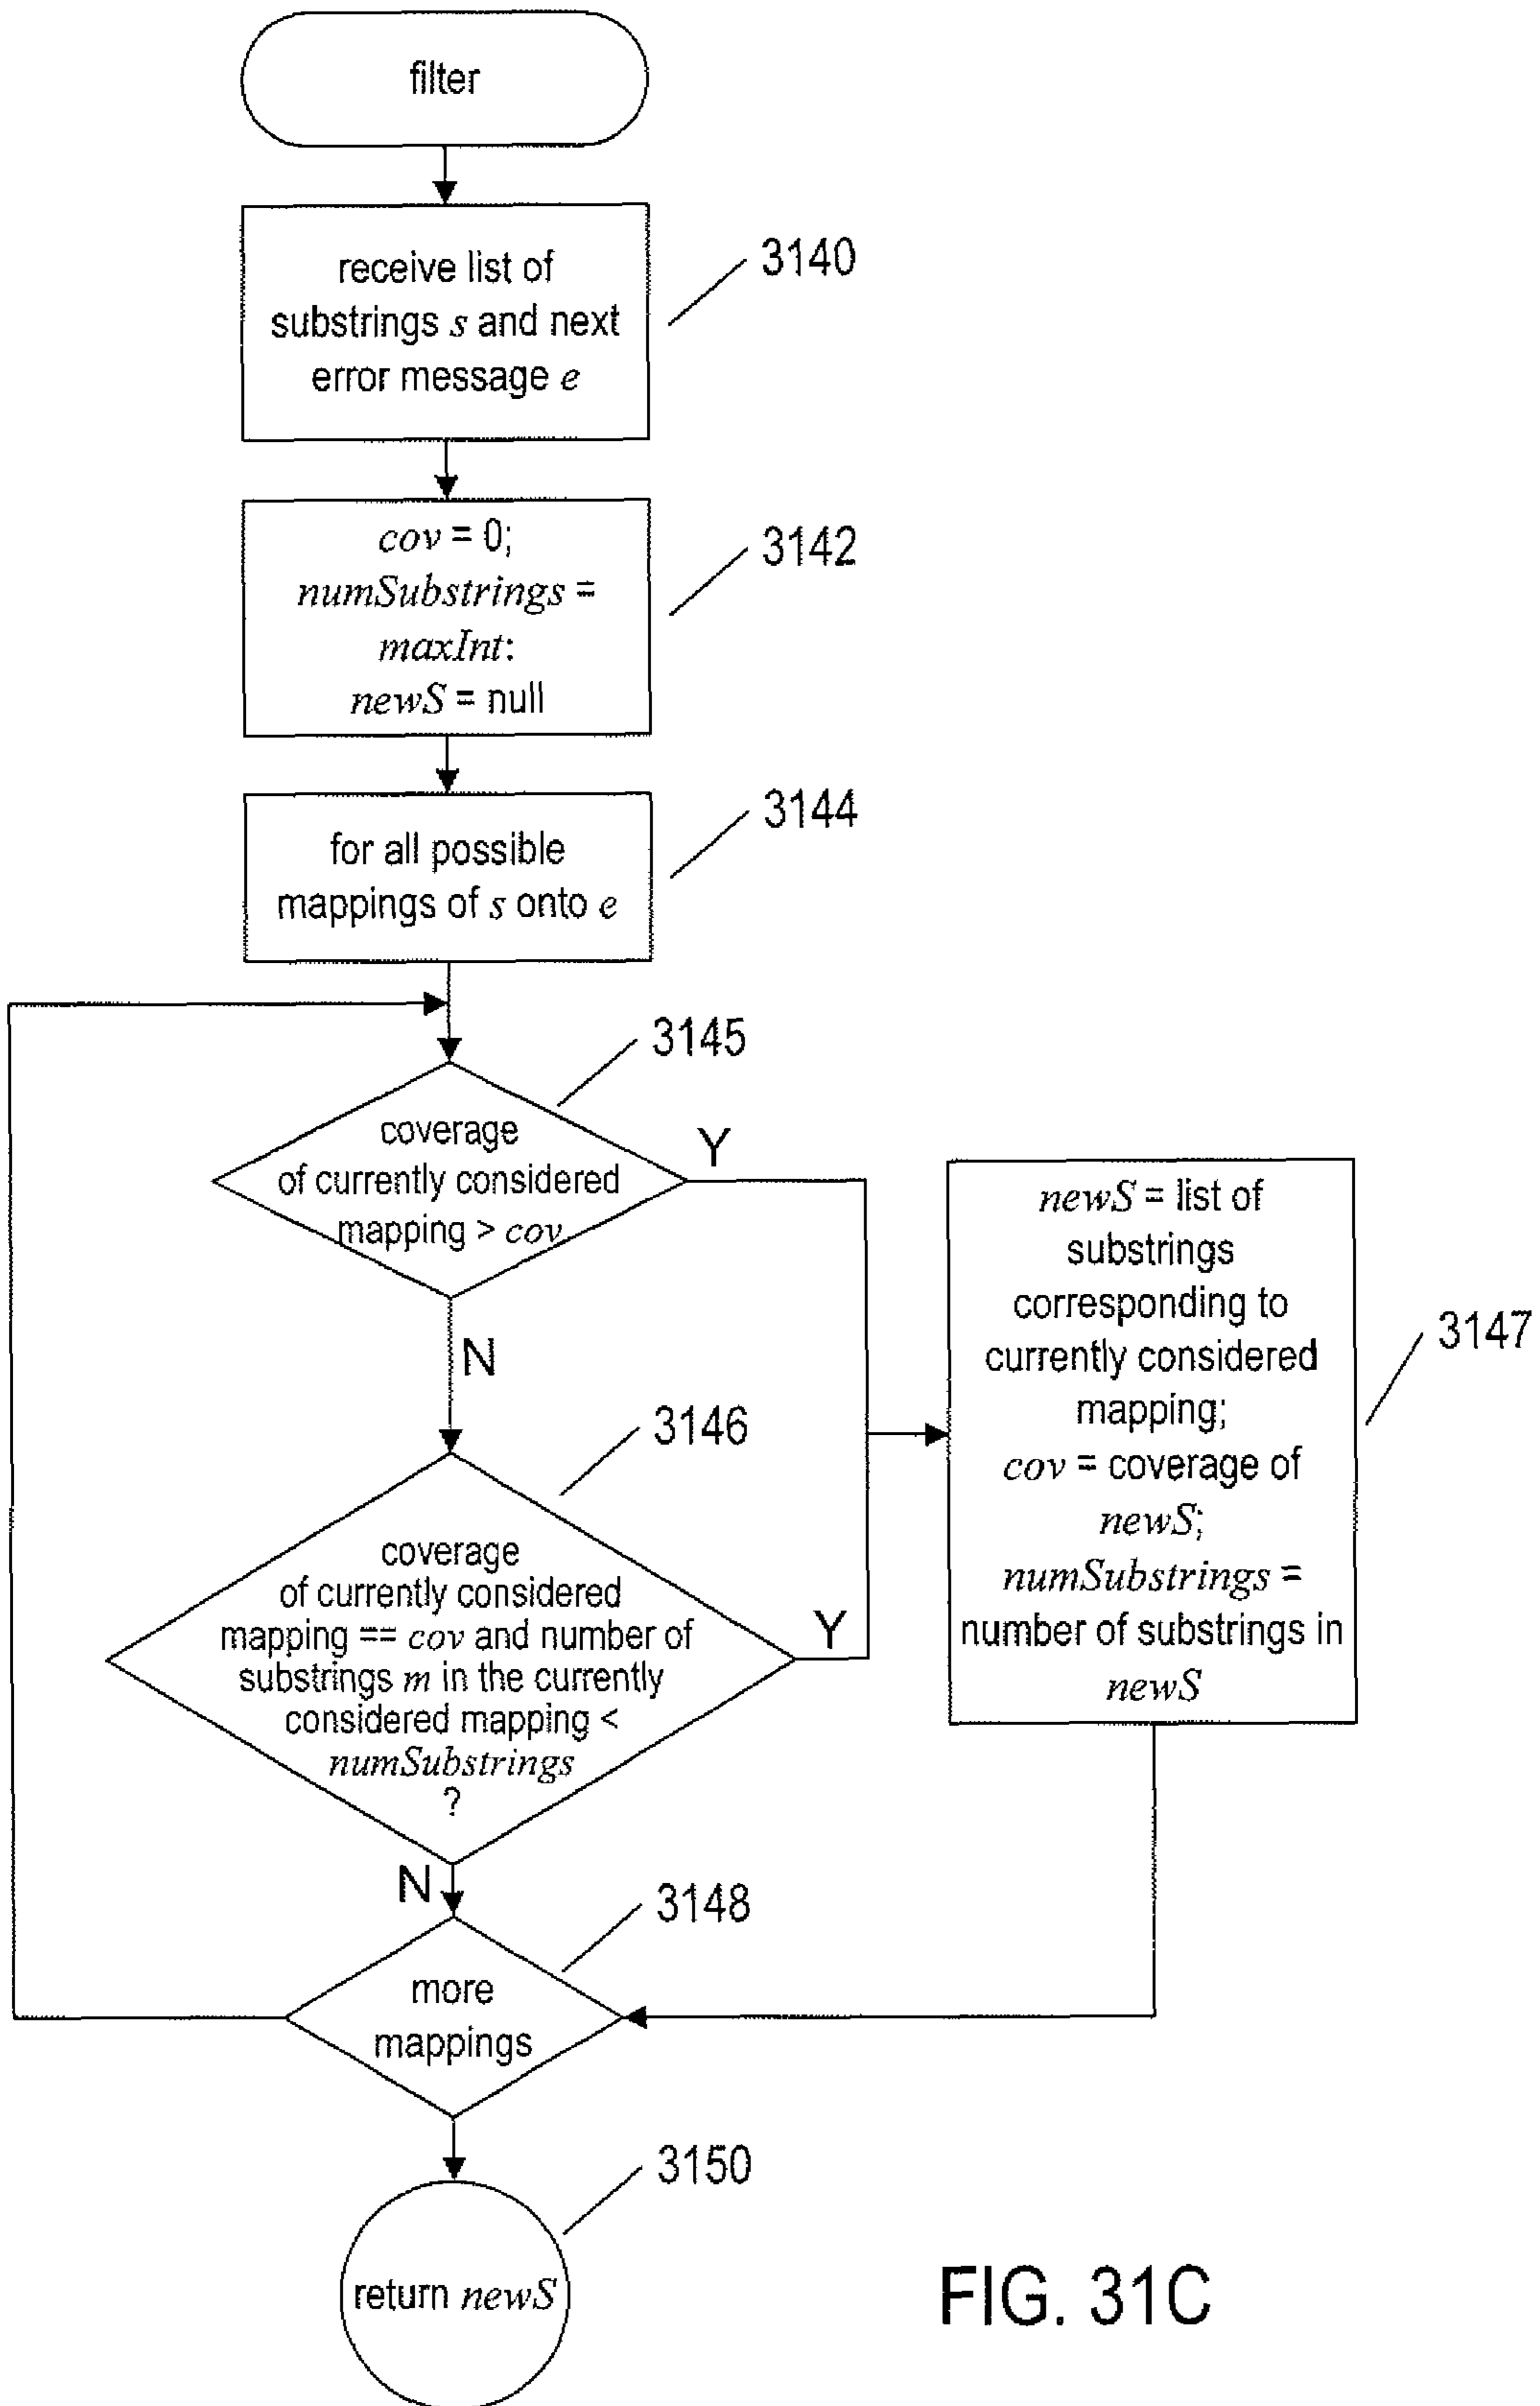 filter
receive list of
substrings s and next
error message e
3140
cov = 0;
numSubstrings =
maxInt:
newS = null
3142
for all possible
mappings of s onto e
3144
3145
coverage
of currently considered
mapping > cov
Y
N
newS = list of
substrings
corresponding to
currently considered
mapping;
cov = coverage of
newS;
numSubstrings =
number of substrings in
newS
3147
3146
coverage
of currently considered
mapping == cov and number of
substrings m in the currently
considered mapping <
numSubstrings
?
Y
N
3148
more
mappings
3150
return newS
FIG. 31C